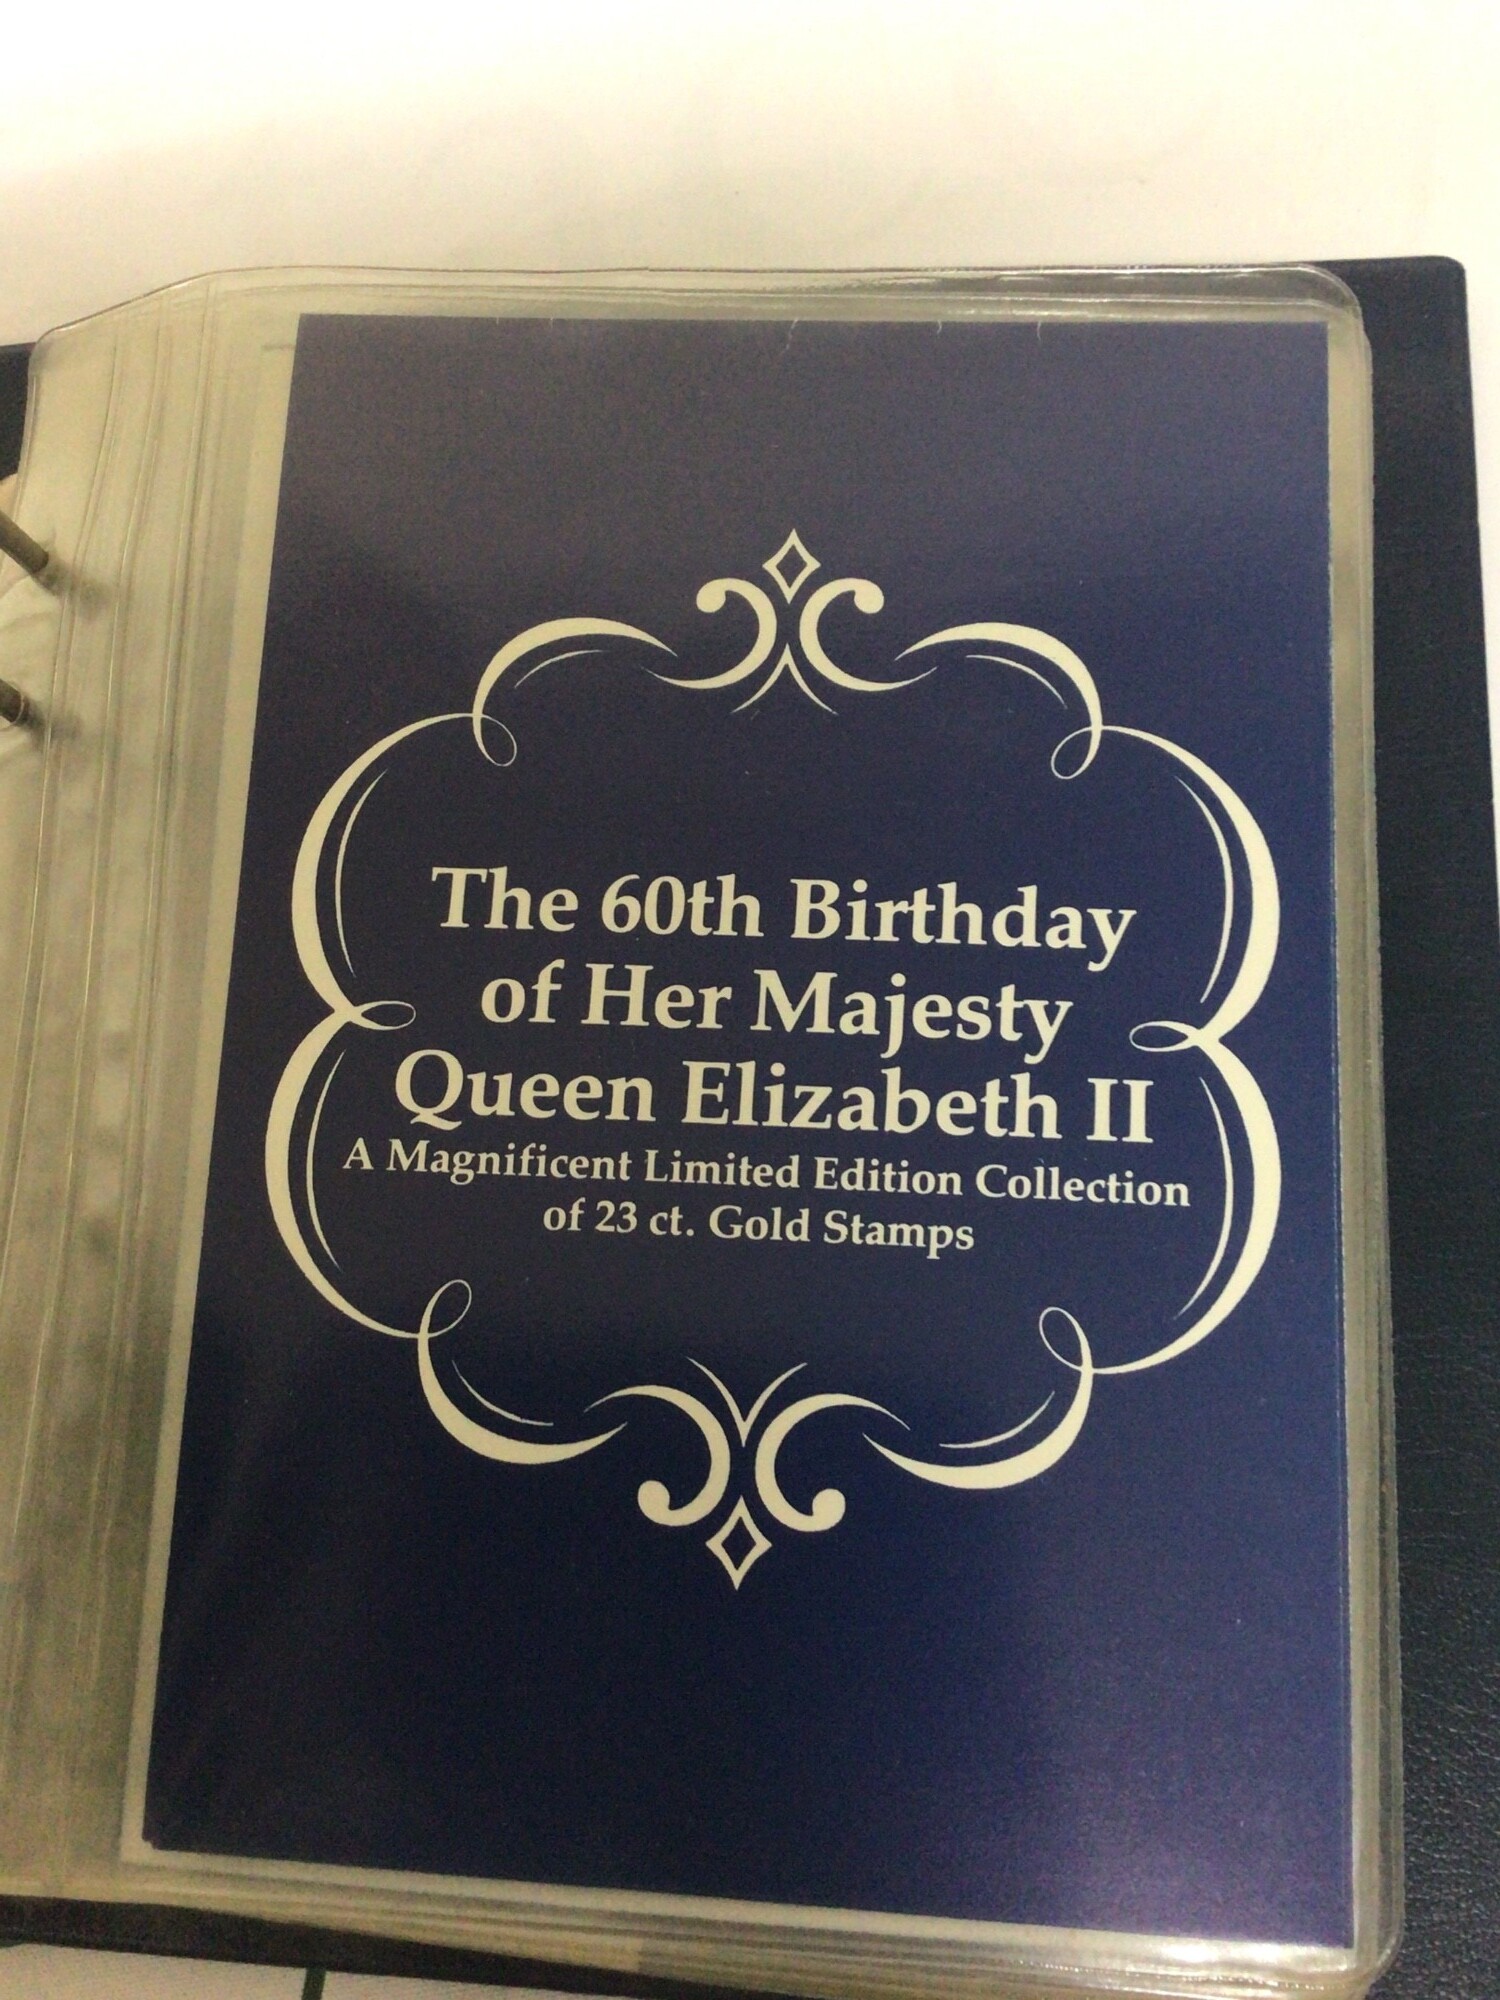 The 60th Birthday
of Her Majesty
Queen Elizabeth II
A Magnificent Limited Edition Collection
of 23 ct. Gold Stamps